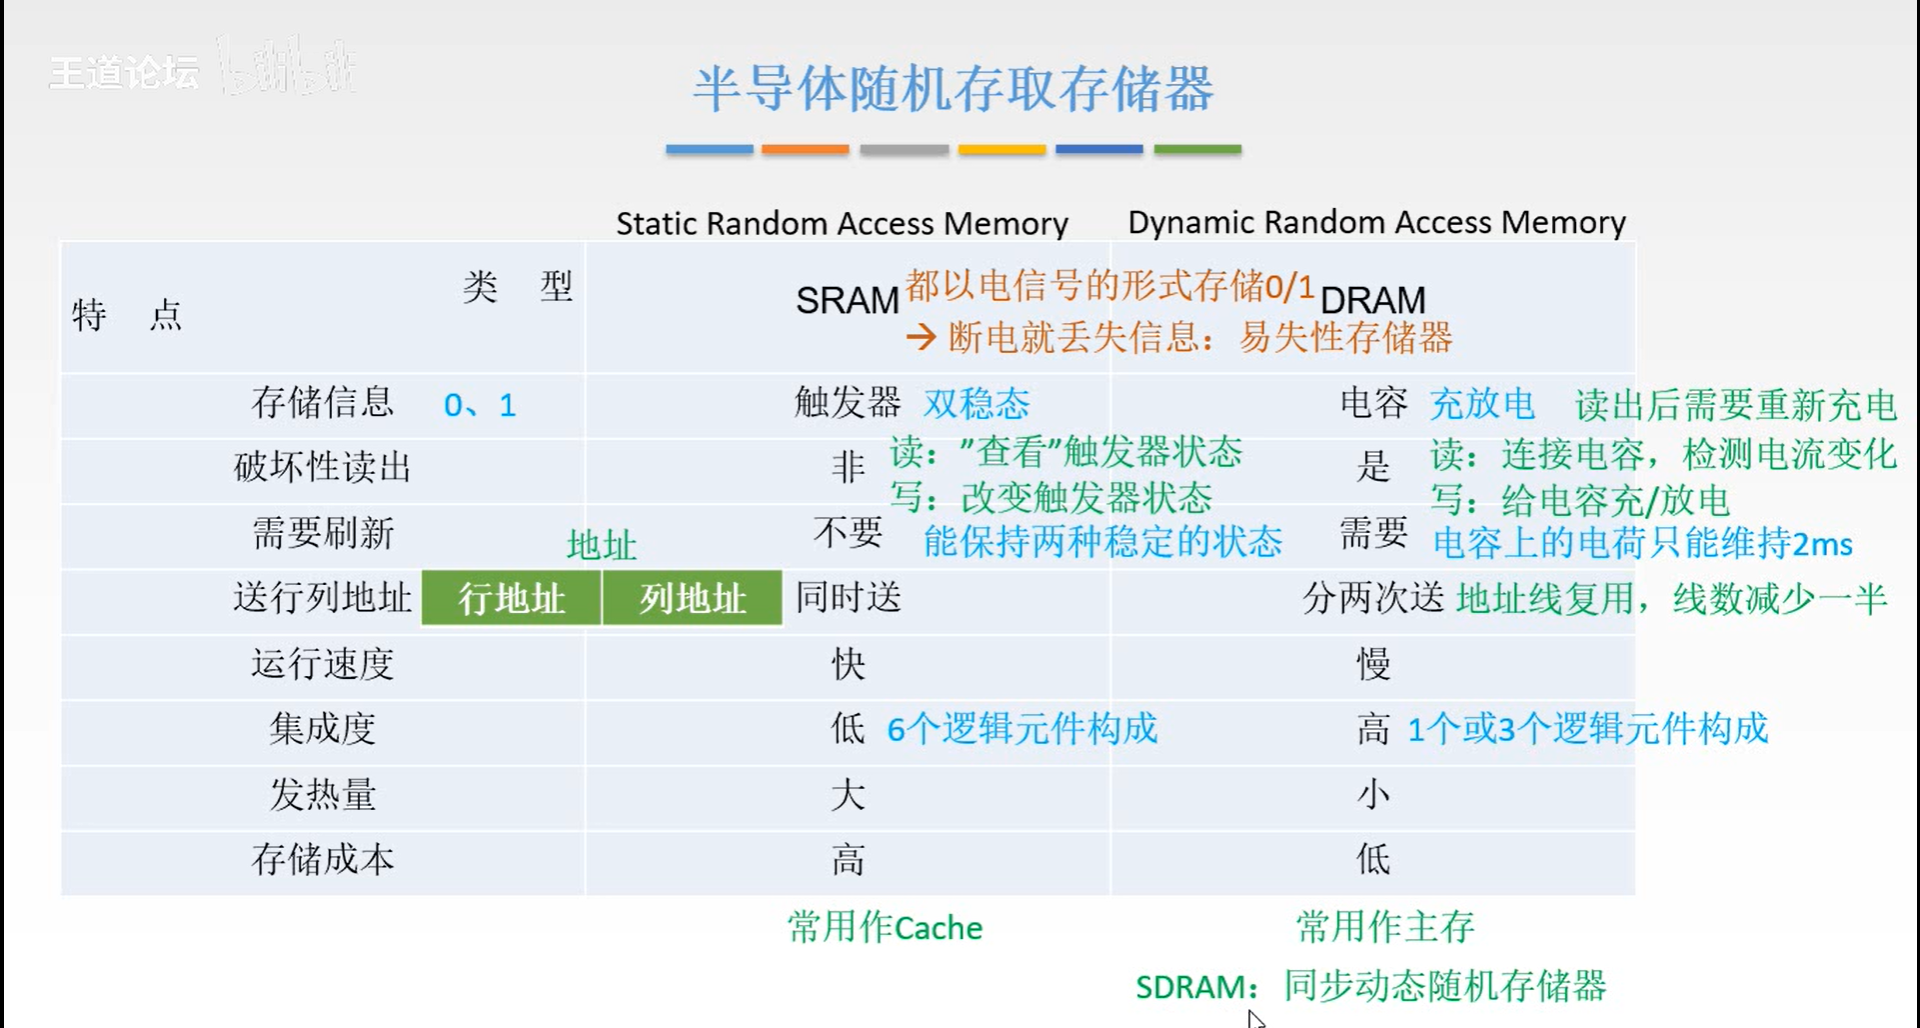 王道论坛 bilibili
半导体随机存取存储器
Static Random Access Memory
Dynamic Random Access Memory
类 型
特 点
SRAM
都以电信号的形式存储0/1
→ 断电就丢失信息：易失性存储器
DRAM
存储信息 0、1
触发器 双稳态
电容 充放电 读出后需要重新充电
破坏性读出
非
读："查看"触发器状态
写：改变触发器状态
是
读：连接电容，检测电流变化
写：给电容充/放电
需要刷新
不要 能保持两种稳定的状态
需要 电容上的电荷只能维持2ms
地址
送行列地址 行地址 列地址 同时送
分两次送 地址线复用，线数减少一半
运行速度 快 慢
集成度 低 6个逻辑元件构成 高 1个或3个逻辑元件构成
发热量 大 小
存储成本 高 低
常用作Cache 常用作主存
SDRAM：同步动态随机存储器